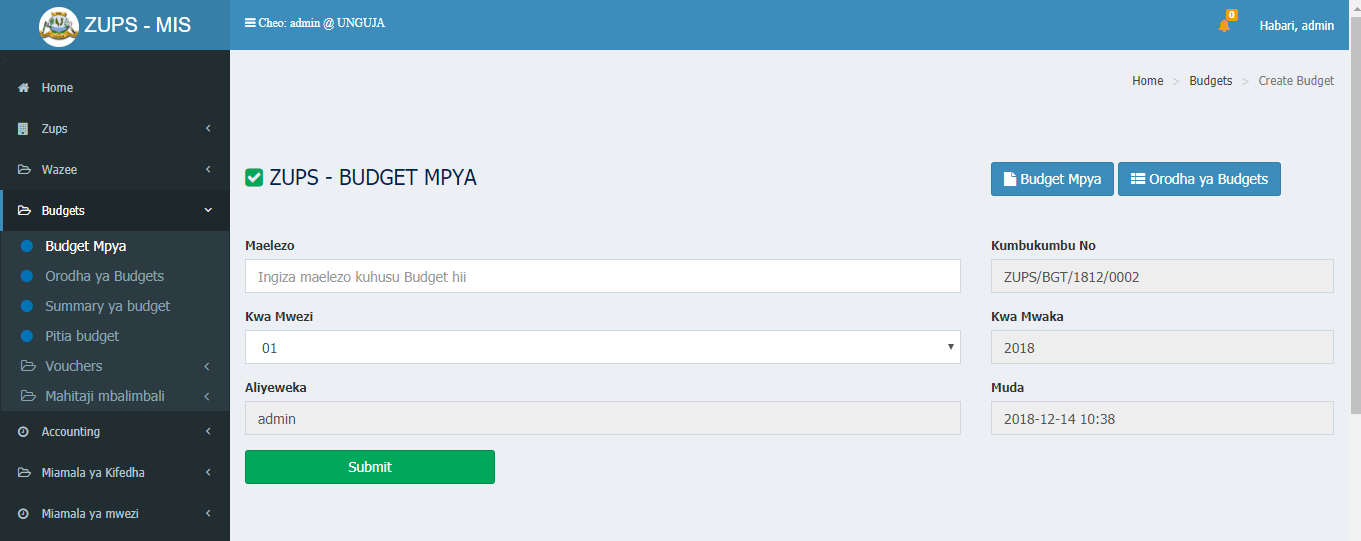 ZUPS - MIS
Cheo: admin @ UNGUJA
0
Habari, admin
Home
Zups
Wazee
Budgets
Budget Mpya
Orodha ya Budgets
Summary ya budget
Pitia budget
Vouchers
Mahitaji mbalimbali
Accounting
Miamala ya Kifedha
Miamala ya mwezi
Home > Budgets > Create Budget
ZUPS - BUDGET MPYA
Budget Mpya
Orodha ya Budgets
Maelezo
Ingiza maelezo kuhusu Budget hii
Kumbukumbu No
ZUPS/BGT/1812/0002
Kwa Mwezi
01
Kwa Mwaka
2018
Aliyeweka
admin
Muda
2018-12-14 10:38
Submit